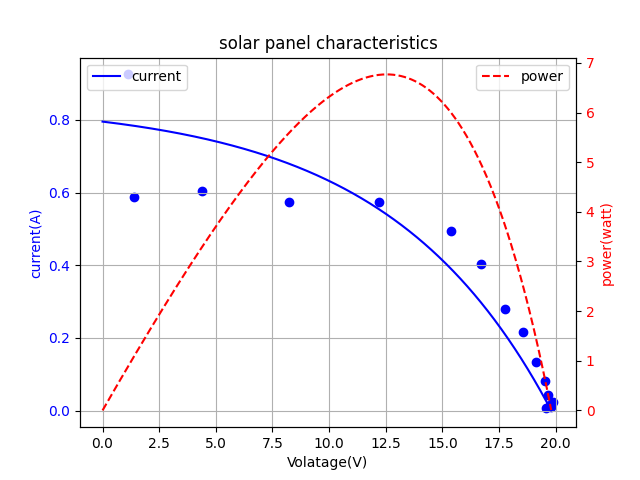 solar panel characteristics
current
power
0.8
0.6
0.4
0.2
0.0
current(A)
7
6
5
4
3
2
1
0
power(watt)
0.0 2.5 5.0 7.5 10.0 12.5 15.0 17.5 20.0
Volatage(V)